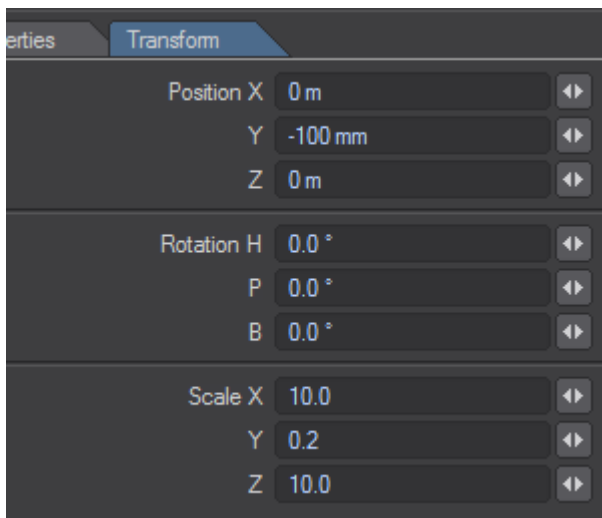 erties Transform
Position X 0 m
Y -100 mm
Z 0 m
Rotation H 0.0 °
P 0.0 °
B 0.0 °
Scale X 10.0
Y 0.2
Z 10.0